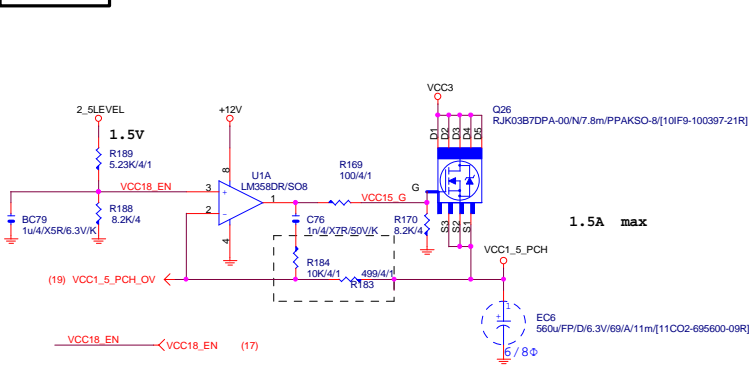 VCC3
2_5LEVEL
+12V
Q26
RJK03B7DPA-00/N/7.8m/PPAKSO-8/[10IF9-100397-21R]
1.5V
D1
D2
D3
D4
D5
R189
5.23K/4/1
8
U1A
LM358DR/SO8
R169
100/4/1
VCC18_EN
3
+
1
VCC15_G
G
2
-
BC79
1u/4/X5R/6.3V/K
R188
8.2K/4
4
C76
1n/4/X7R/50V/K
R170
8.2K/4
S3
S2
S1
1.5A max
VCC1_5_PCH
R184
10K/4/1
499/4/1
R183
(19) VCC1_5_PCH_OV
1
+
EC6
560u/FP/D/6.3V/69/A/11m/[11CO2-695600-09R]
6/8Φ
VCC18_EN
VCC18_EN (17)